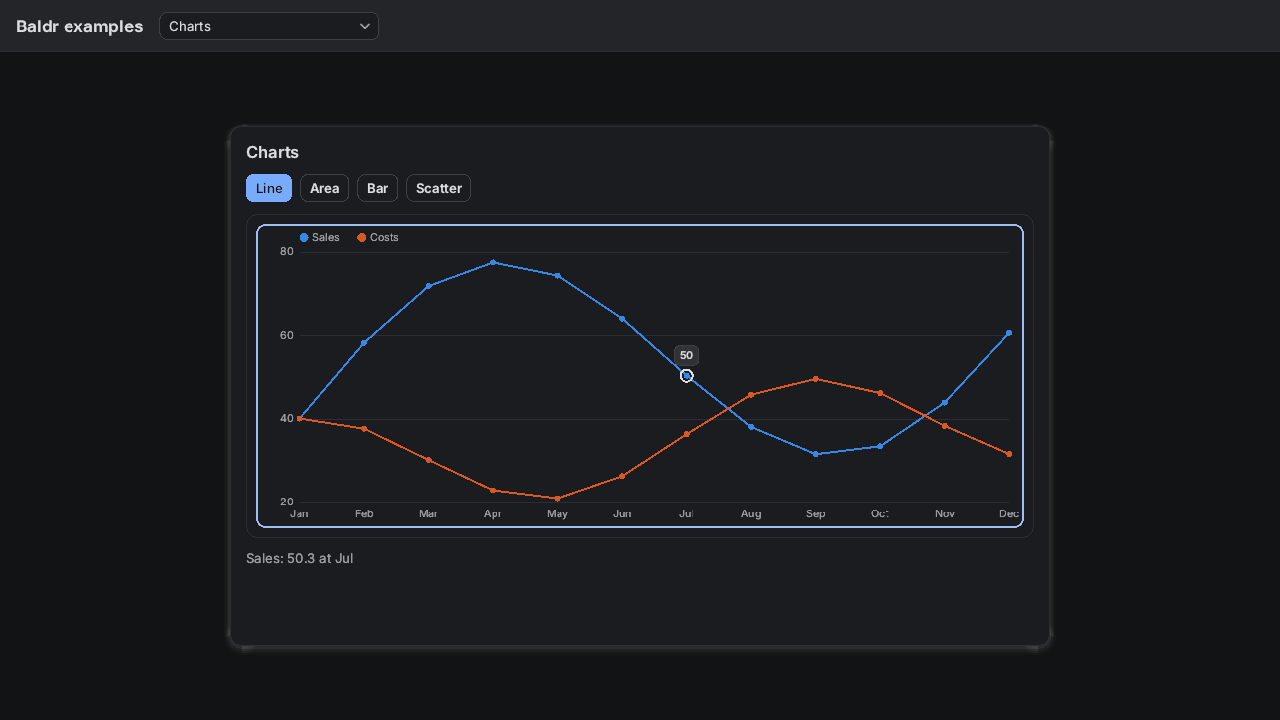 Baldr examples
Charts
Charts
Line
Area
Bar
Scatter
Sales
Costs
80
60
50
40
20
Jan
Feb
Mar
Apr
May
Jun
Jul
Aug
Sep
Oct
Nov
Dec
Sales: 50.3 at Jul